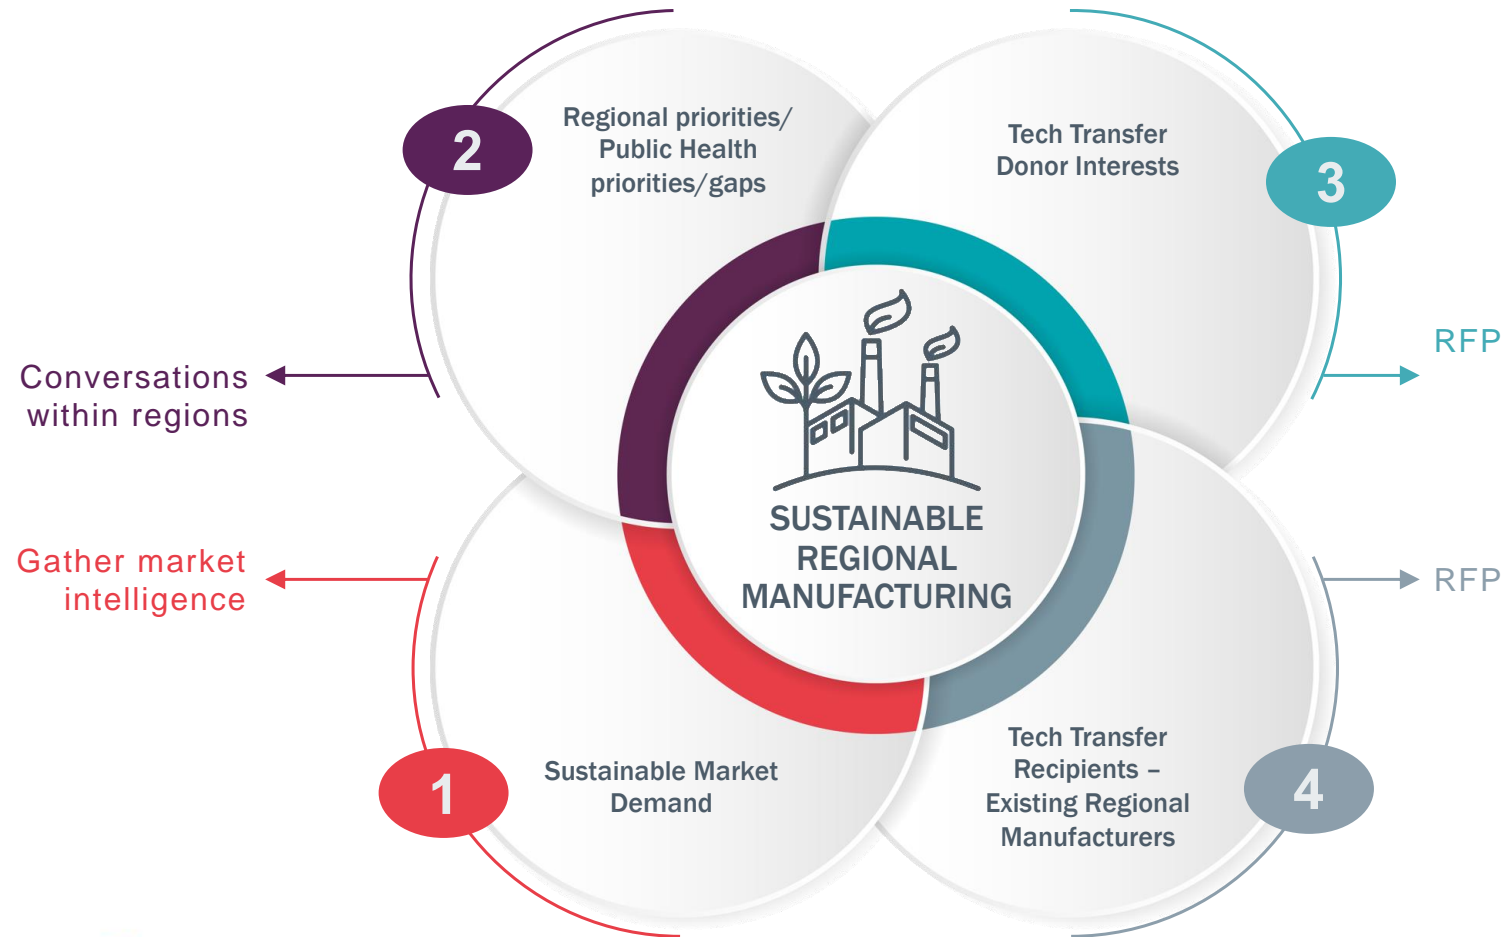 2
Regional priorities/
Public Health
priorities/gaps
Tech Transfer
Donor Interests
3
Conversations
within regions
RFP
SUSTAINABLE
REGIONAL
MANUFACTURING
Gather market
intelligence
RFP
1
Sustainable Market
Demand
Tech Transfer
Recipients –
Existing Regional
Manufacturers
4